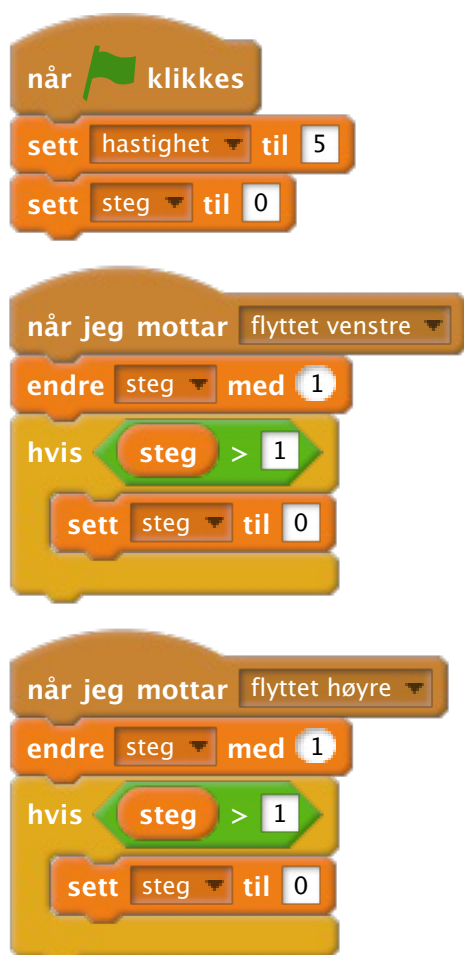 når klikkes
sett hastighet til 5
sett steg til 0
når jeg mottar flyttet venstre
endre steg med 1
hvis steg > 1
sett steg til 0
når jeg mottar flyttet høyre
endre steg med 1
hvis steg > 1
sett steg til 0